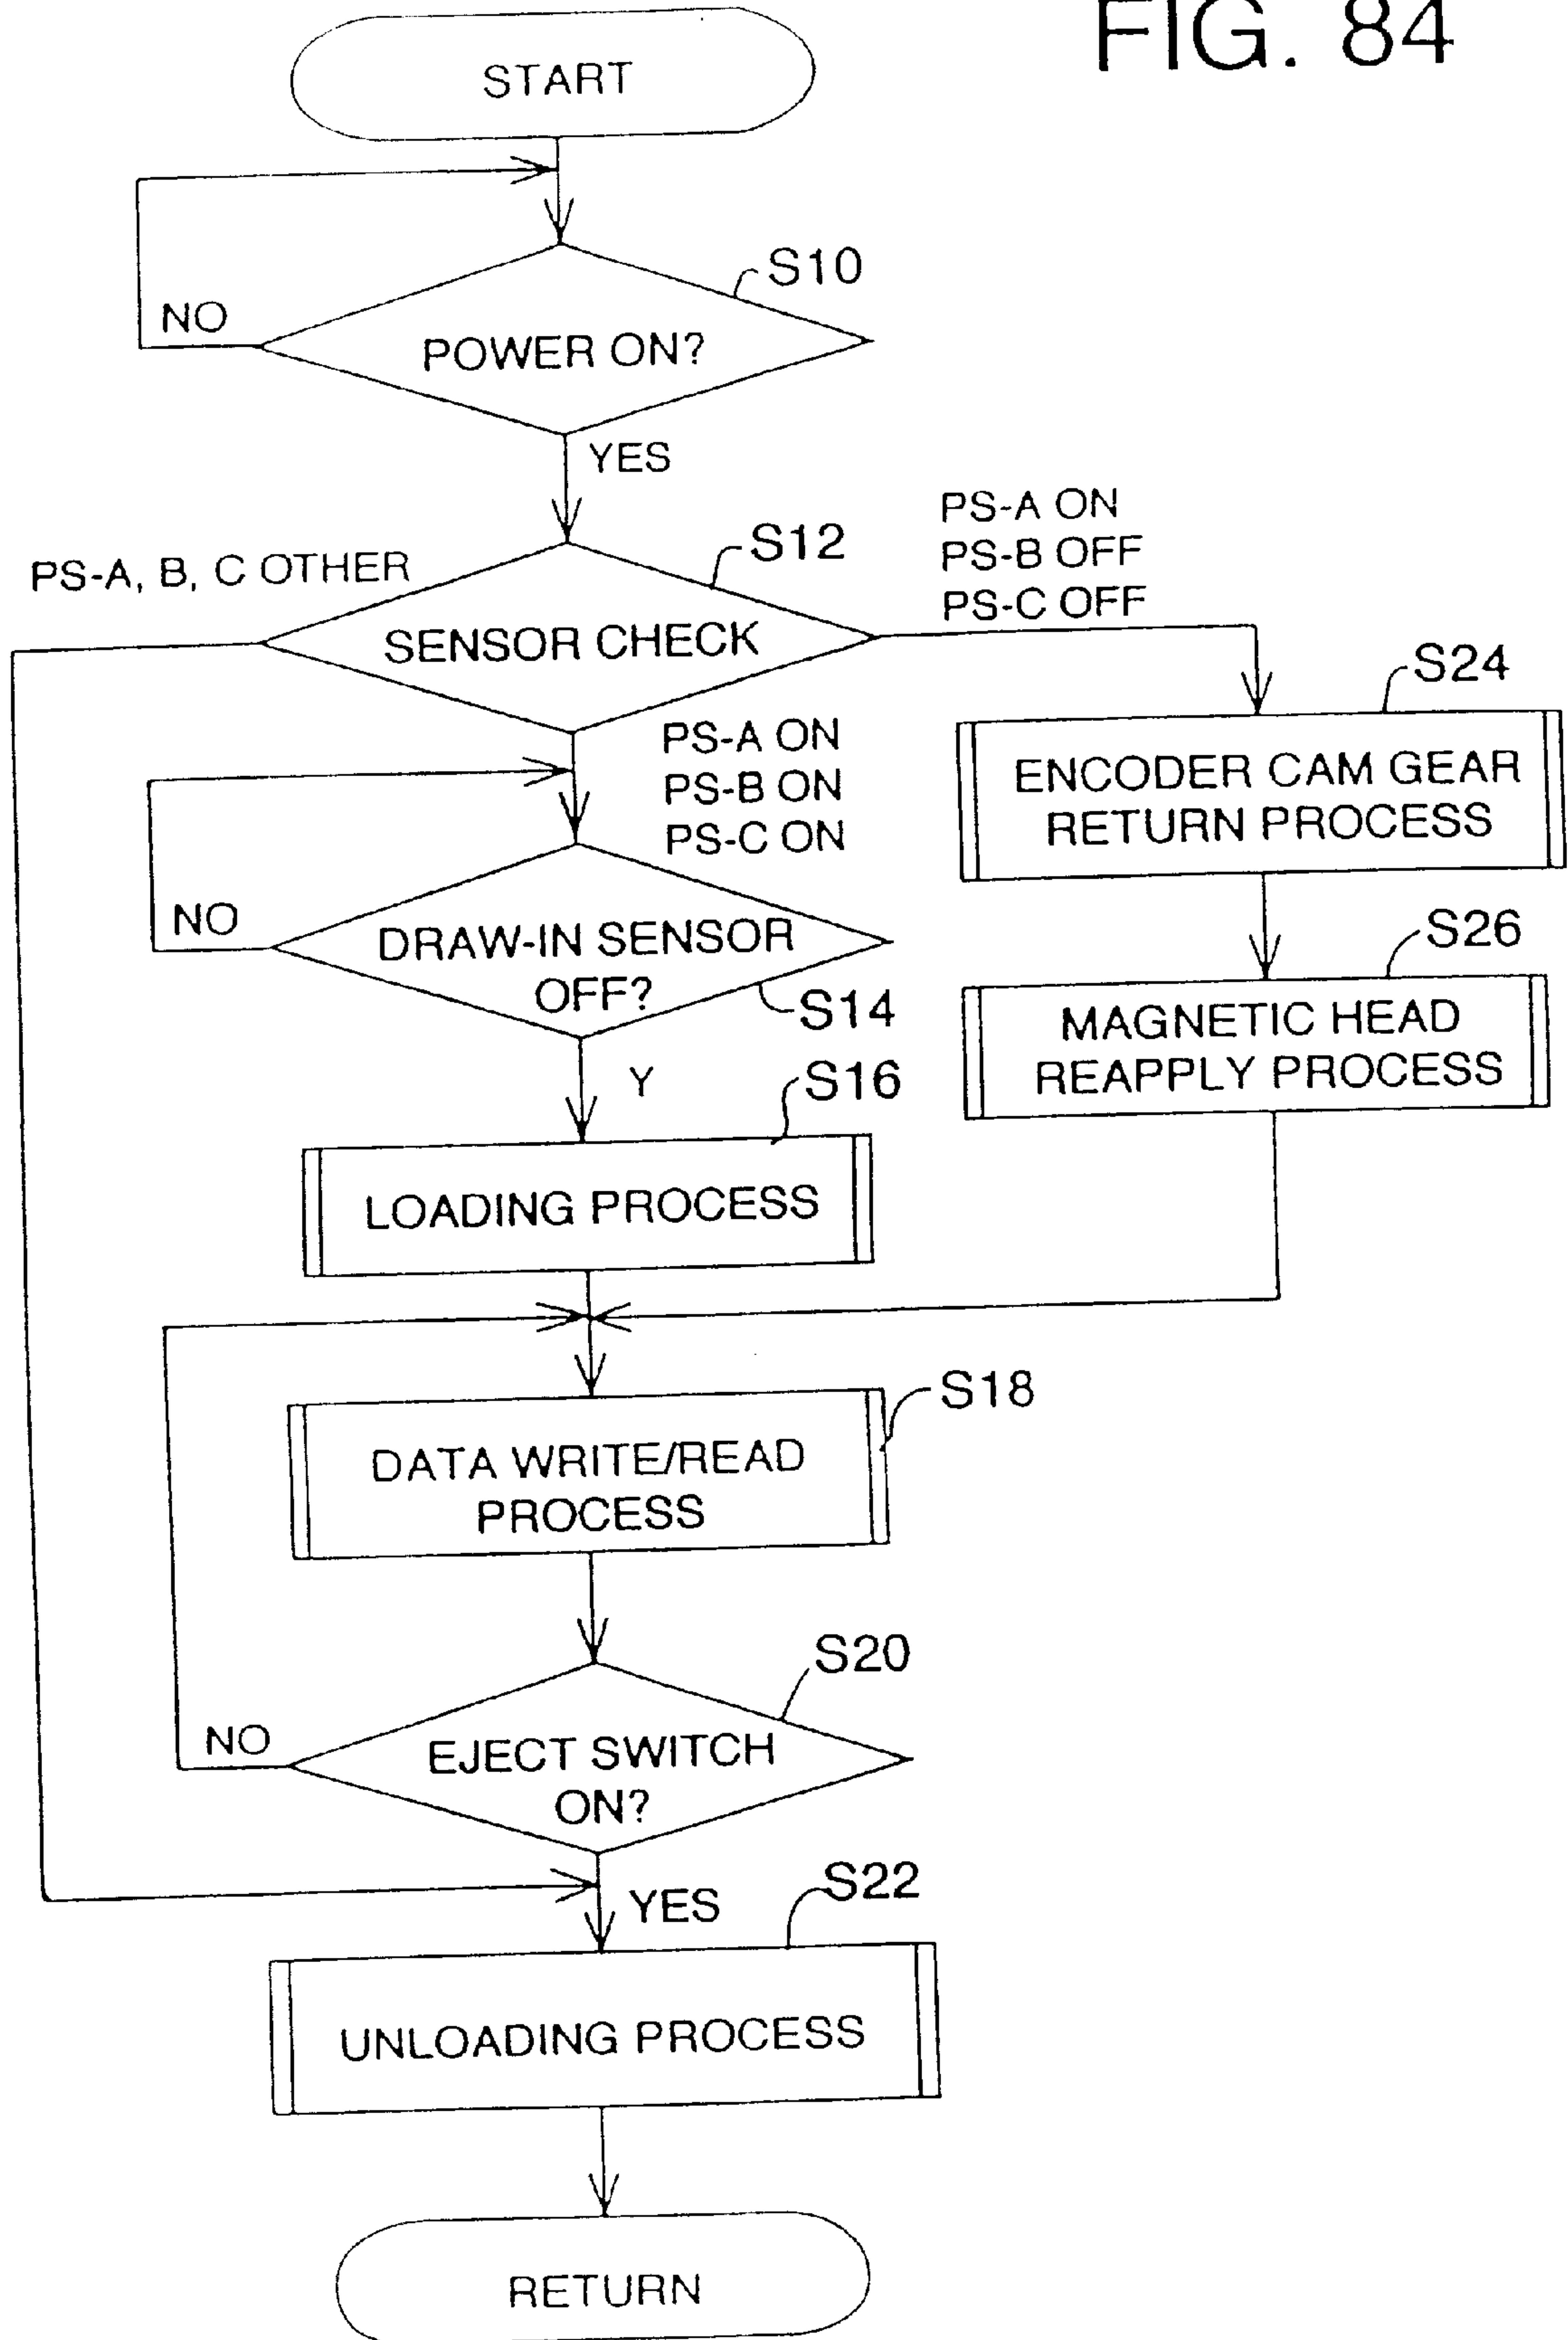 FIG. 84
START
S10
NO
POWER ON?
YES
PS-A ON
PS-B OFF
PS-C OFF
S12
PS-A, B, C OTHER
SENSOR CHECK
S24
PS-A ON
PS-B ON
PS-C ON
ENCODER CAM GEAR
RETURN PROCESS
NO
DRAW-IN SENSOR
OFF?
S14
S26
MAGNETIC HEAD
REAPPLY PROCESS
Y
S16
LOADING PROCESS
S18
DATA WRITE/READ
PROCESS
S20
NO
EJECT SWITCH
ON?
YES
S22
UNLOADING PROCESS
RETURN